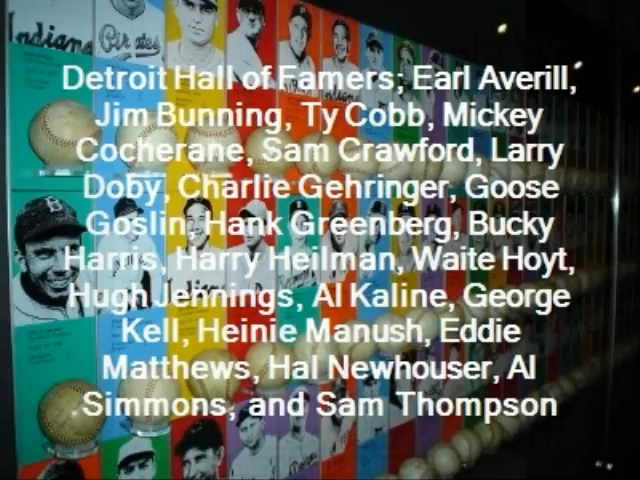 Indians
Pirates
Detroit Hall of Famers; Earl Averill,
Jim Bunning, Ty Cobb, Mickey
Cocherane, Sam Crawford, Larry
Doby, Charlie Gehringer, Goose
Goslin, Hank Greenberg, Bucky
Harris, Harry Heilman, Waite Hoyt,
Hugh Jennings, Al Kaline, George
Kell, Heinie Manush, Eddie
Matthews, Hal Newhouser, Al
Simmons, and Sam Thompson